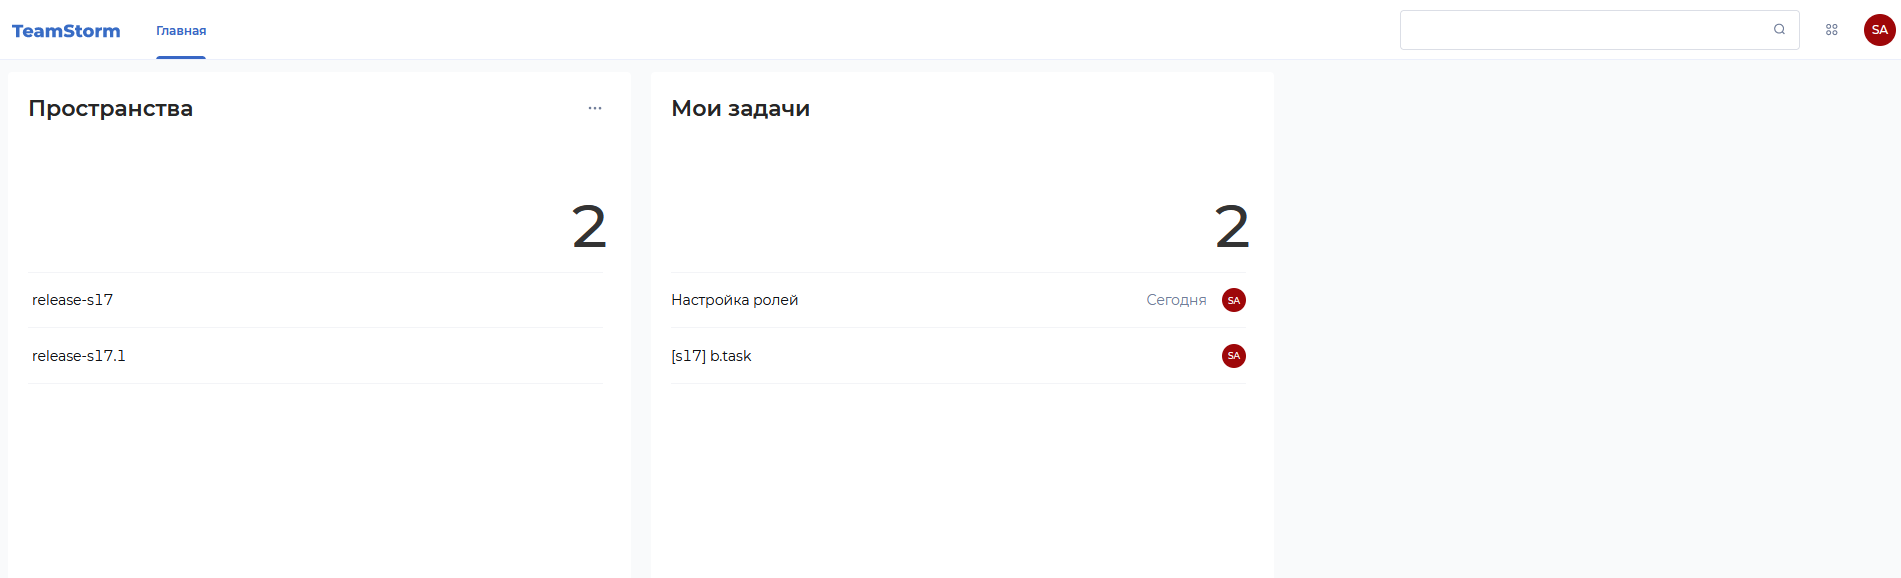 TeamStorm Главная SA
Пространства
2
release-s17
release-s17.1
Мои задачи
2
Настройка ролей Сегодня SA
[s17] b.task SA